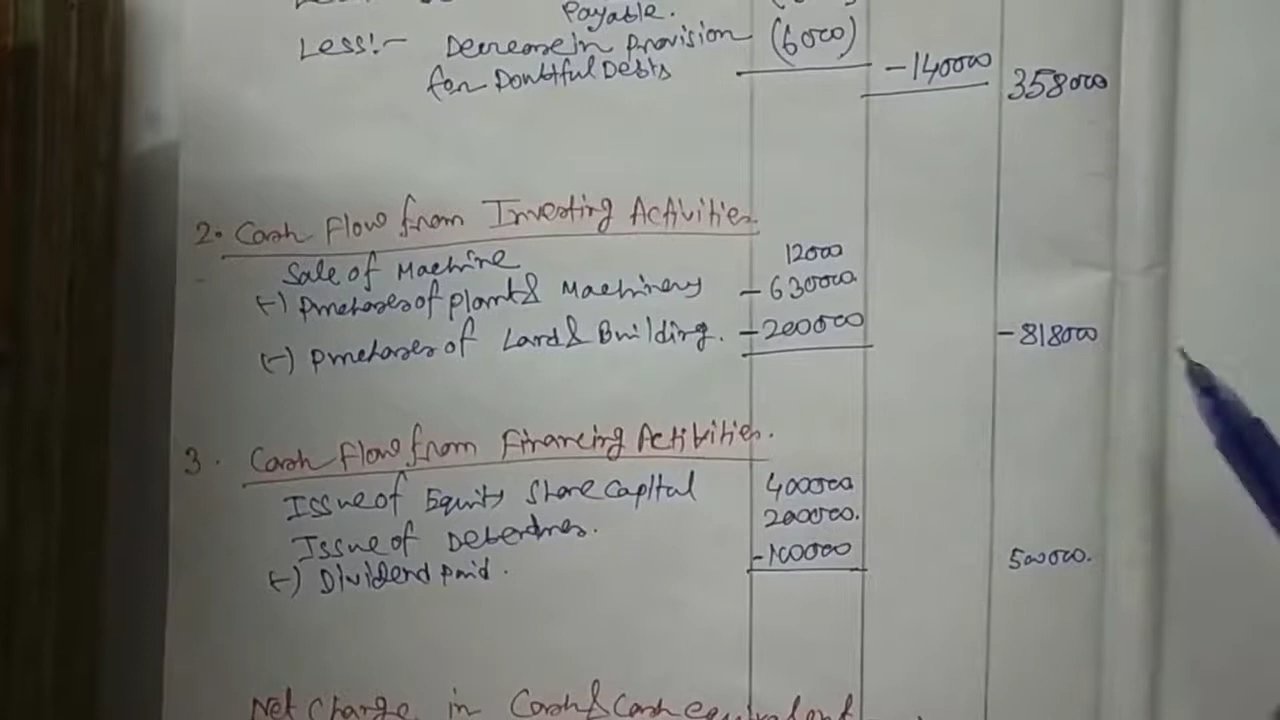 Payable.
Less:- Decrease in Provision (6000)
for Doubtful Debts -140000 358000
2. Cash Flow from Investing Activities.
Sale of Machine 12000
(-) Purchases of Plant & Machinery -630000
(-) Purchases of Land & Building. -200000 -818000
3. Cash Flow from Financing Activities.
Issue of Equity Share Capital 400000
Issue of Debentures. 200000.
(-) Dividend Paid. -100000 500000.
Net Change in Cash & Cash equivalent